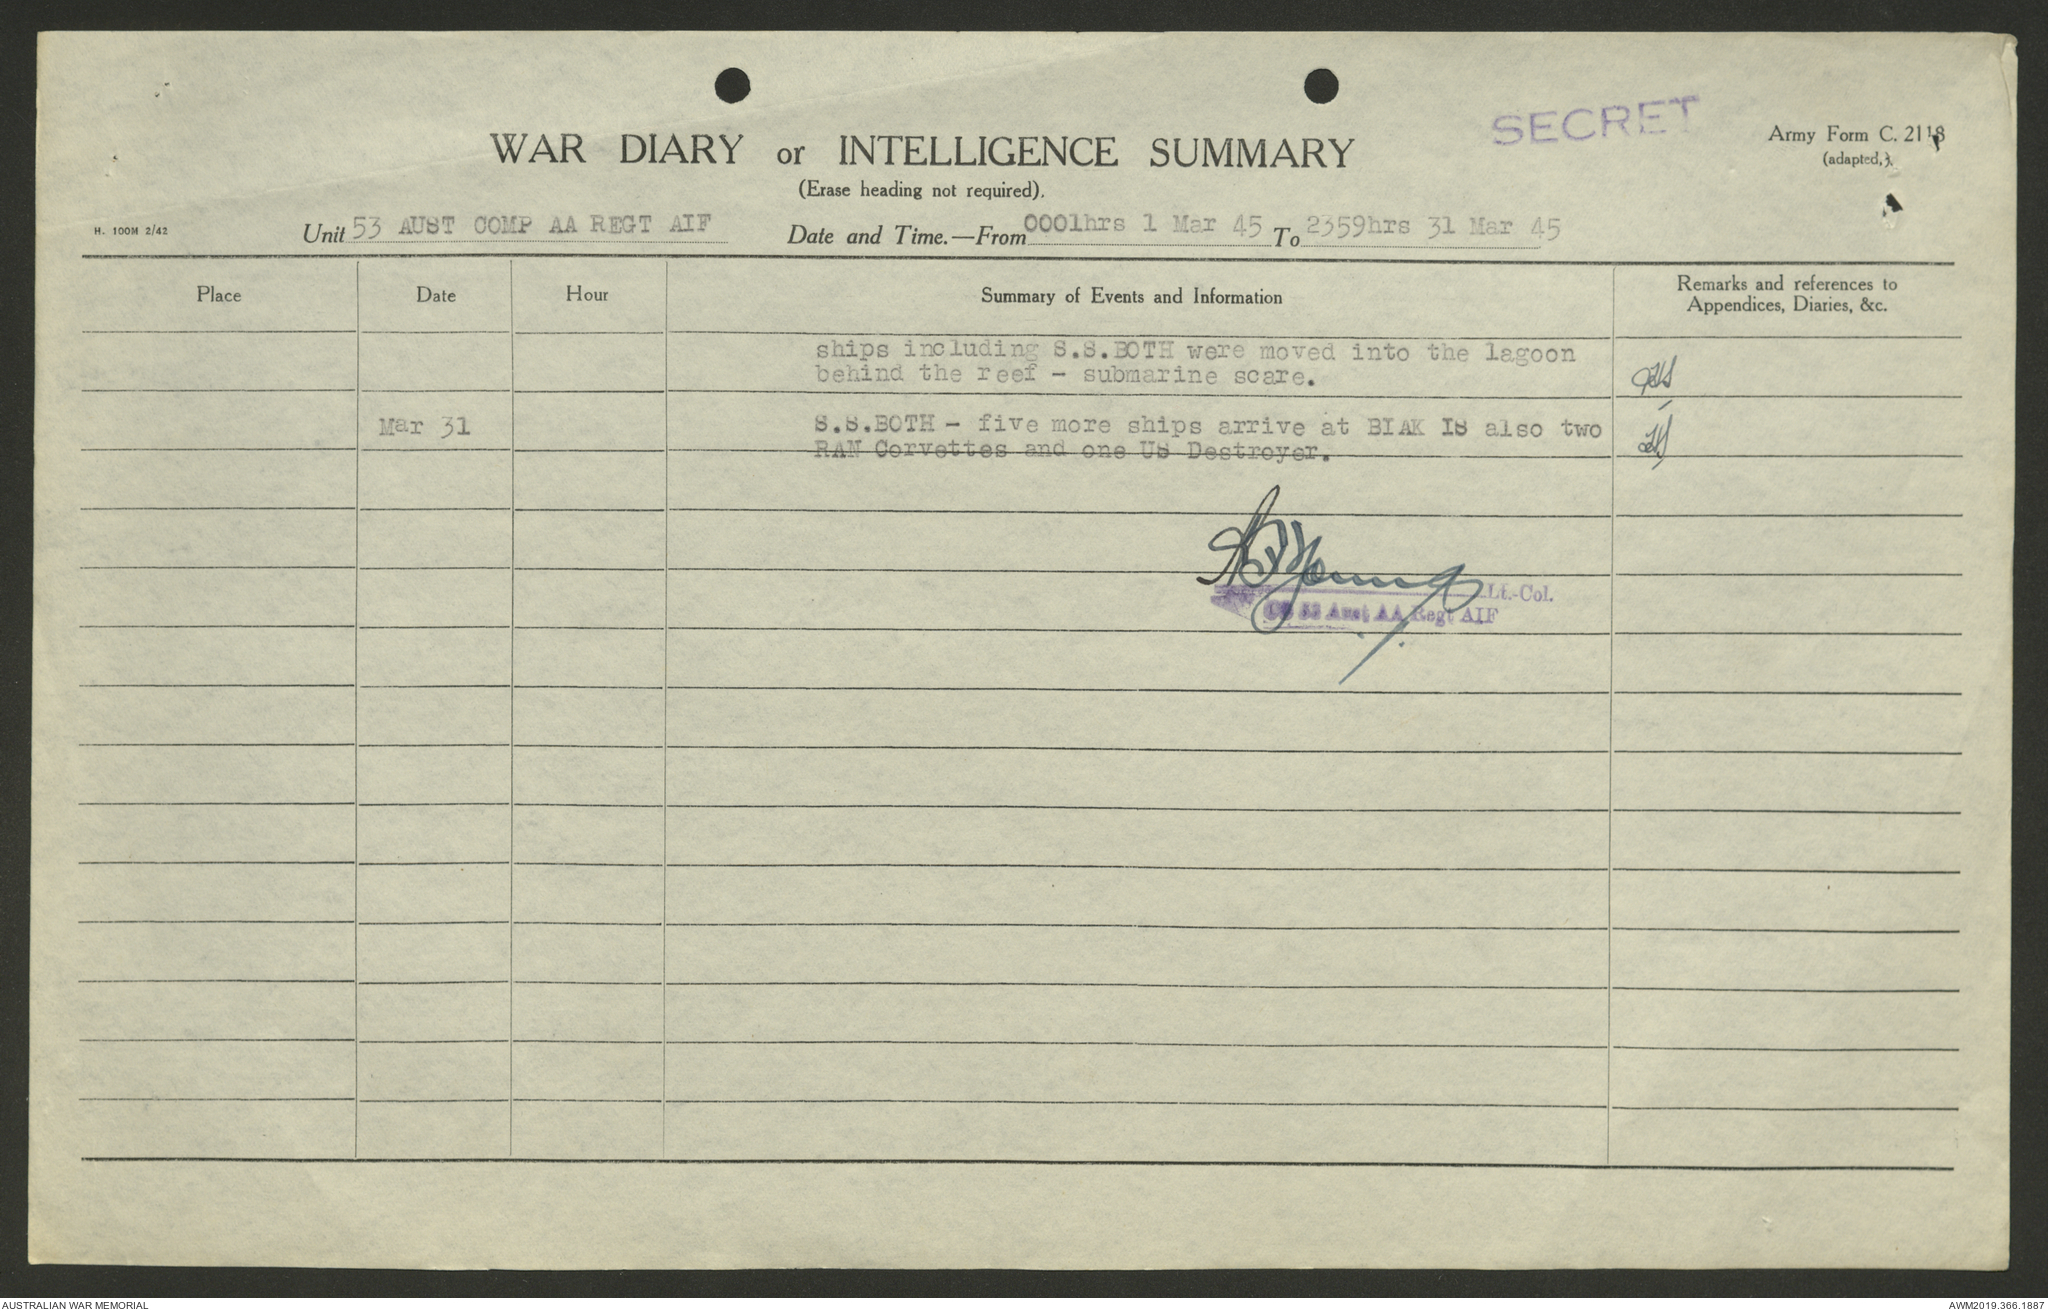 SECRET
Army Form C. 2118
(adapted.)
WAR DIARY or INTELLIGENCE SUMMARY
(Erase heading not required).
H. 100M 2/42
Unit 53 AUST COMP AA REGT AIF Date and Time.—From 0001hrs 1 Mar 45 To 2359hrs 31 Mar 45
Place Date Hour Summary of Events and Information Remarks and references to
Appendices, Diaries, &c.
ships including S.S.BOTH were moved into the lagoon
behind the reef - submarine scare.
Mar 31 S.S.BOTH - five more ships arrive at BIAK IS also two
RAN Corvettes and one US Destroyer.
Young
Lt.-Col.
53 Aust AA Regt AIF
AUSTRALIAN WAR MEMORIAL
AWM2019.366.1887